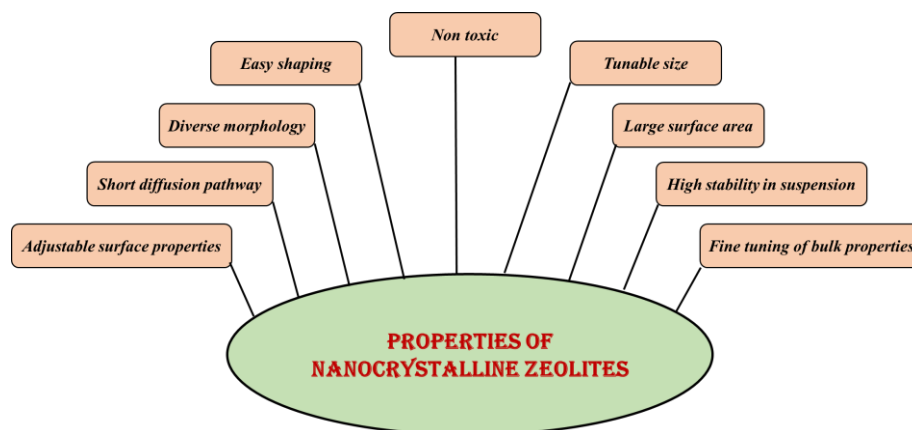 Non toxic
Easy shaping
Tunable size
Diverse morphology
Large surface area
Short diffusion pathway
High stability in suspension
Adjustable surface properties
Fine tuning of bulk properties
PROPERTIES OF
NANOCRYSTALLINE ZEOLITES